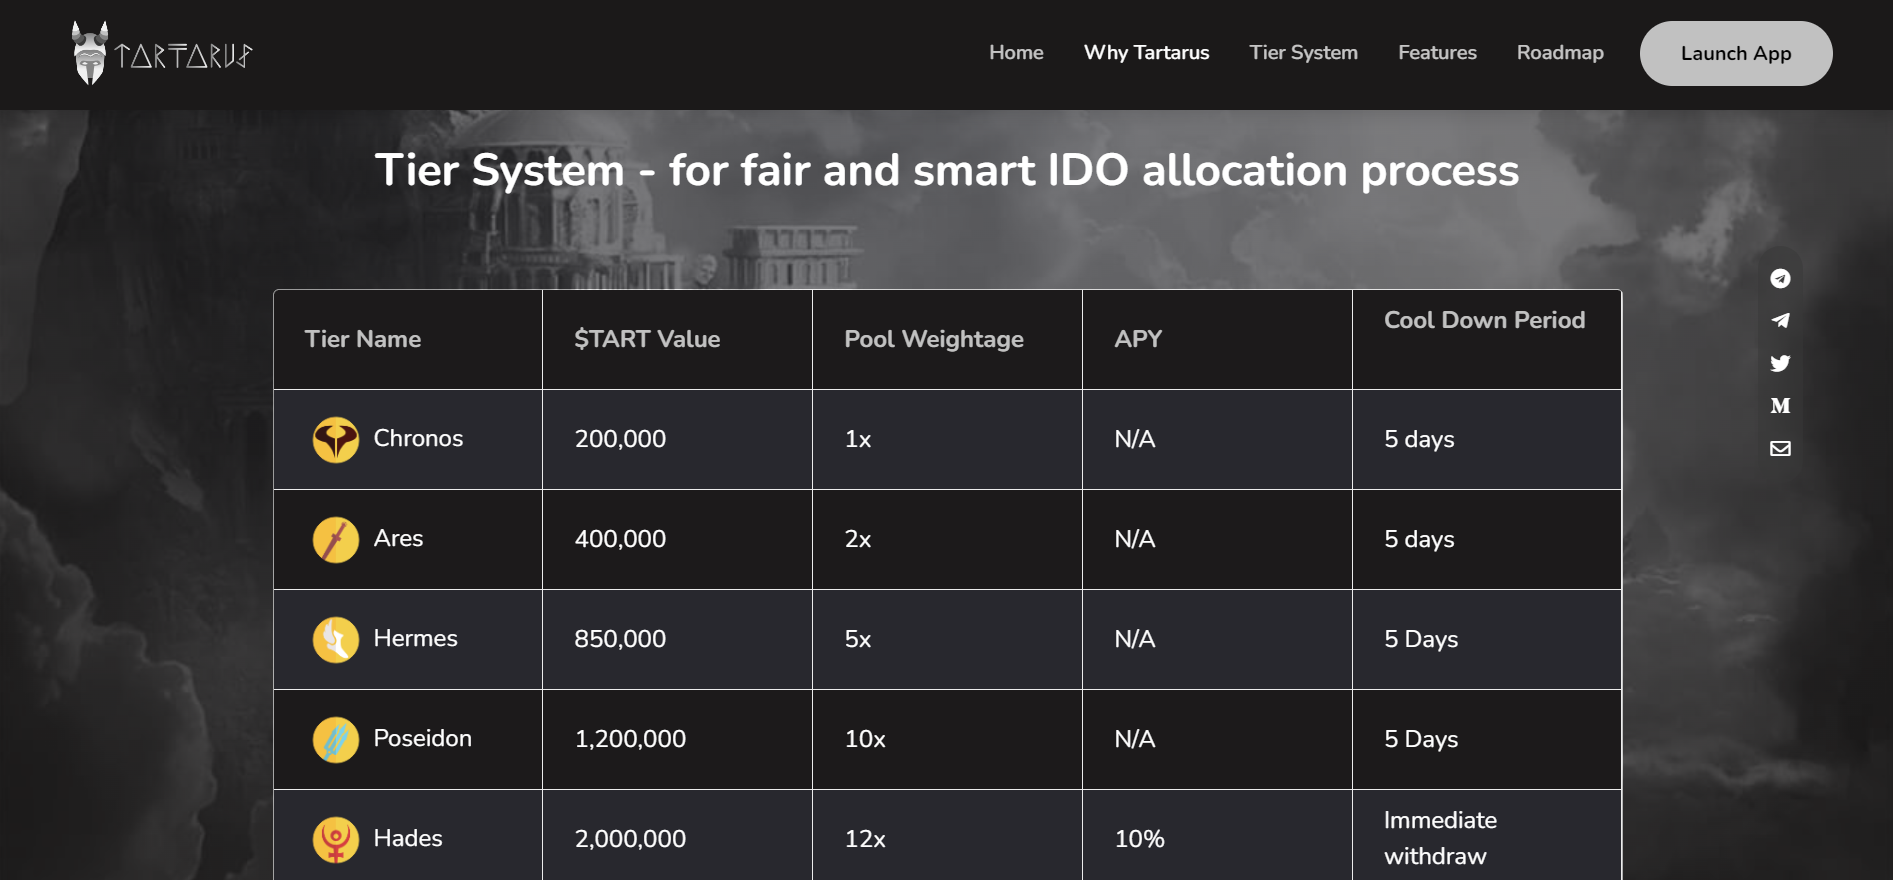 TARTARUS
Home Why Tartarus Tier System Features Roadmap Launch App
Tier System - for fair and smart IDO allocation process
Tier Name $TART Value Pool Weightage APY Cool Down Period
Chronos 200,000 1x N/A 5 days
Ares 400,000 2x N/A 5 days
Hermes 850,000 5x N/A 5 Days
Poseidon 1,200,000 10x N/A 5 Days
Hades 2,000,000 12x 10% Immediate
withdraw